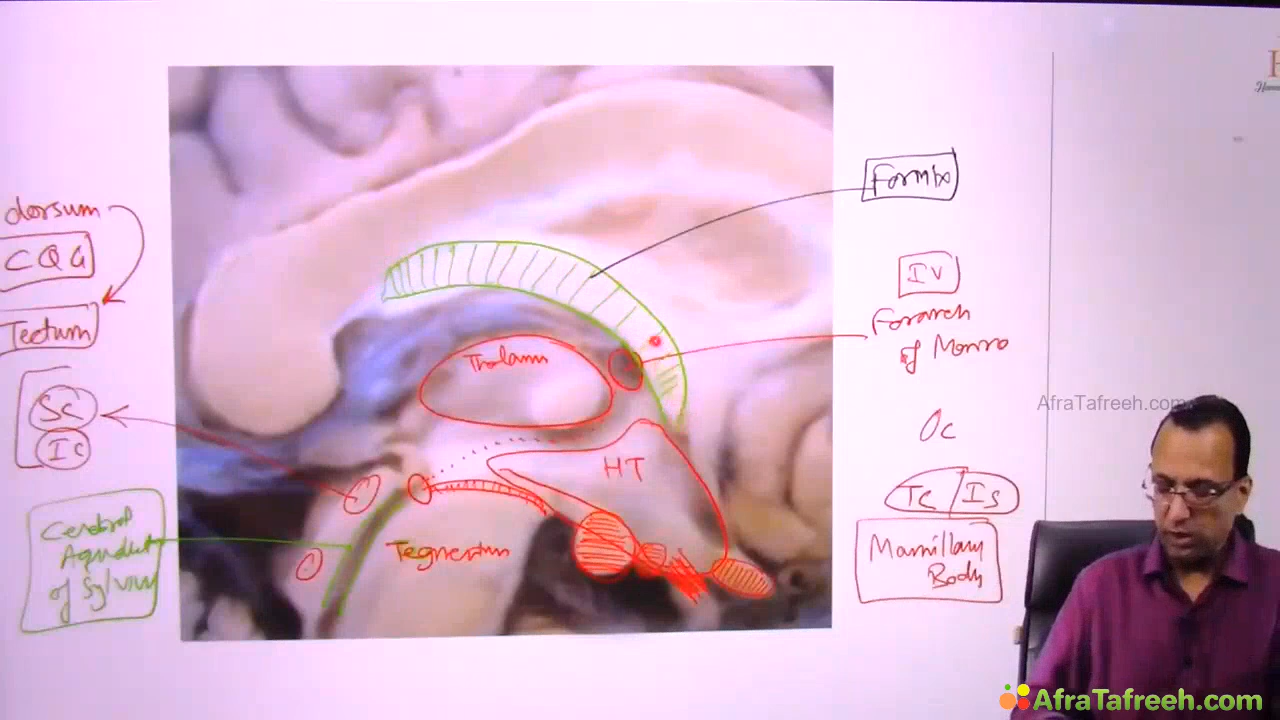 dorsum
CQG
Tectum
SC
IC
Cerebral
Aqueduct
of Sylvius
Thalamus
HT
Tegmentum
Fornix
IV
Foramen
of Monro
OC
TC / IS
Mamillary
Body
AfraTafreeh.com
AfraTafreeh.com